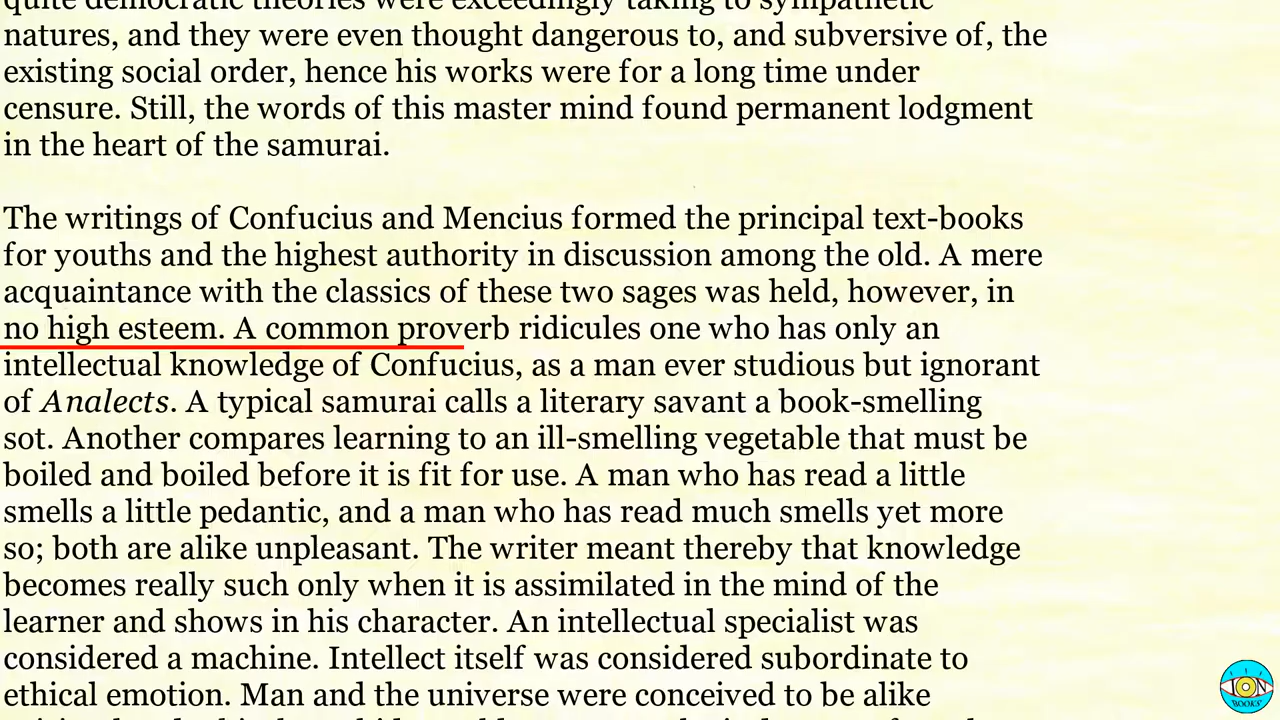 quite democratic theories were exceedingly taking to sympathetic
natures, and they were even thought dangerous to, and subversive of, the
existing social order, hence his works were for a long time under
censure. Still, the words of this master mind found permanent lodgment
in the heart of the samurai.
The writings of Confucius and Mencius formed the principal text-books
for youths and the highest authority in discussion among the old. A mere
acquaintance with the classics of these two sages was held, however, in
no high esteem. A common proverb ridicules one who has only an
intellectual knowledge of Confucius, as a man ever studious but ignorant
of Analects. A typical samurai calls a literary savant a book-smelling
sot. Another compares learning to an ill-smelling vegetable that must be
boiled and boiled before it is fit for use. A man who has read a little
smells a little pedantic, and a man who has read much smells yet more
so; both are alike unpleasant. The writer meant thereby that knowledge
becomes really such only when it is assimilated in the mind of the
learner and shows in his character. An intellectual specialist was
considered a machine. Intellect itself was considered subordinate to
ethical emotion. Man and the universe were conceived to be alike
ION
BOOKS